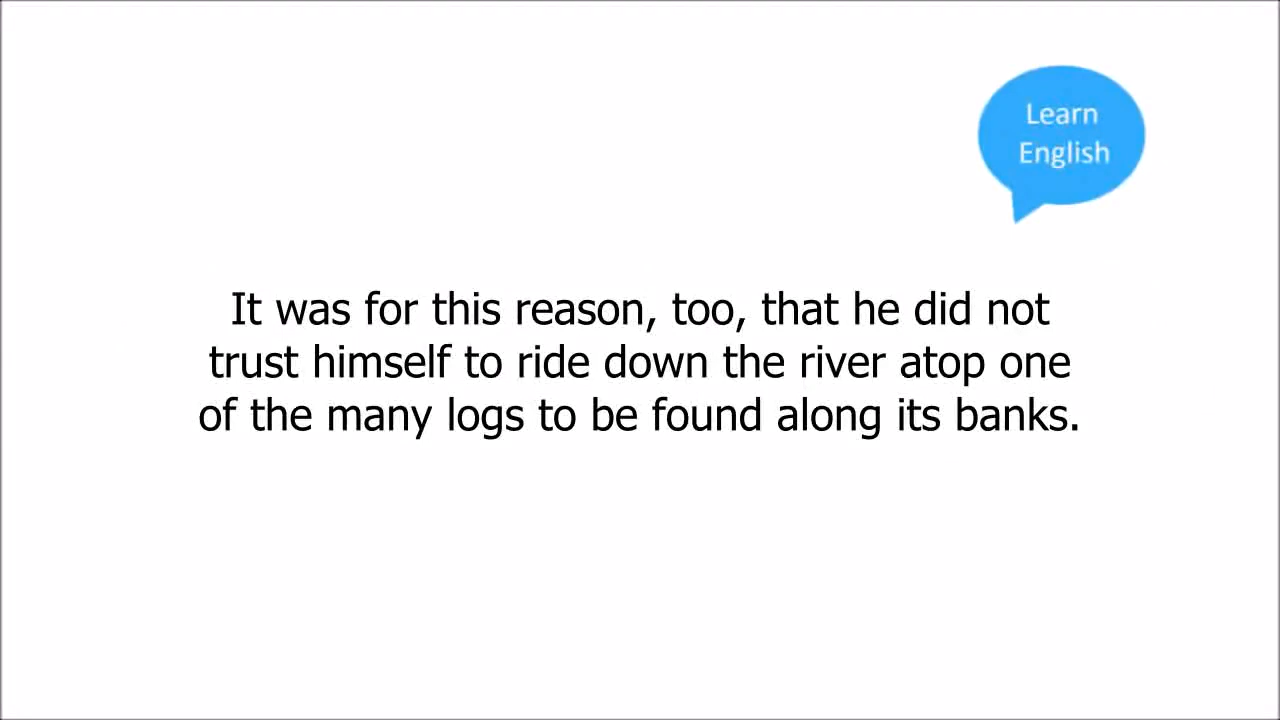 Learn
English
It was for this reason, too, that he did not
trust himself to ride down the river atop one
of the many logs to be found along its banks.